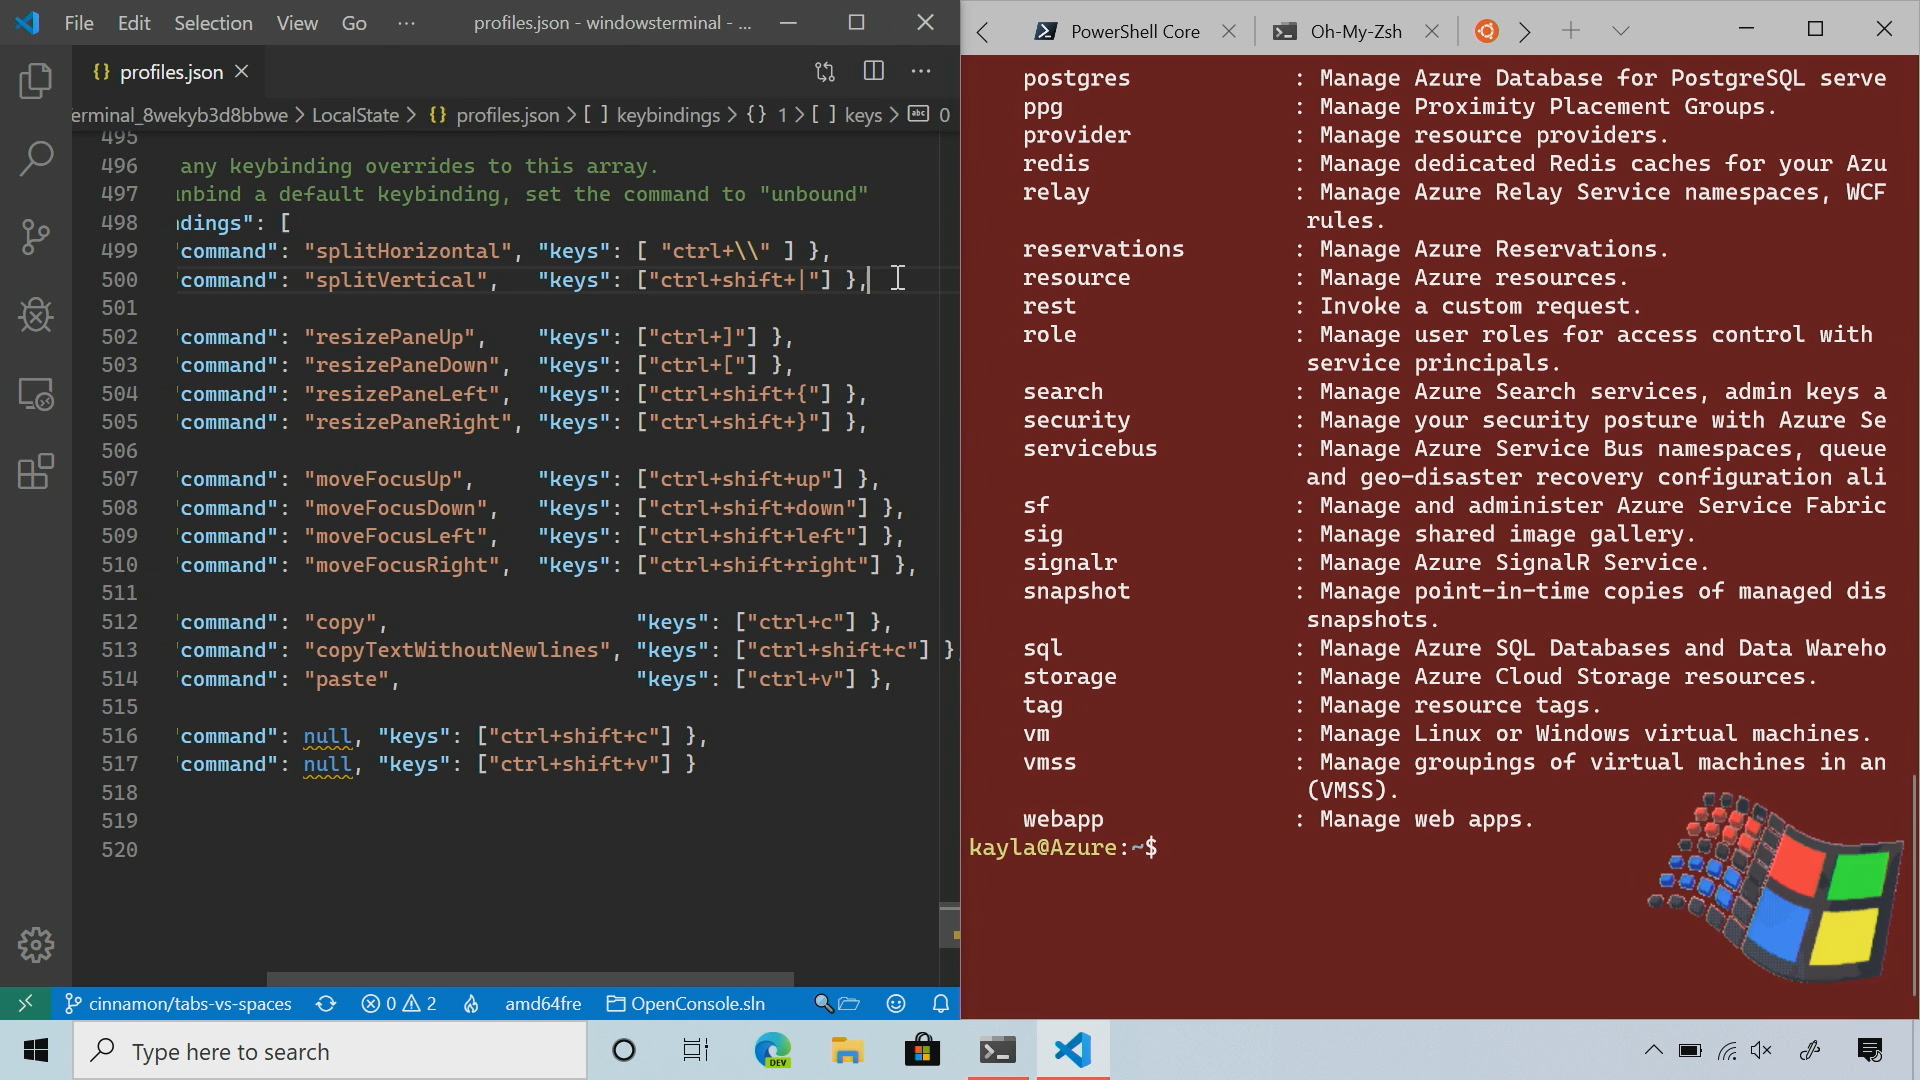 File Edit Selection View Go ··· profiles.json - windowsterminal - ...
{} profiles.json
erminal_8wekyb3d8bbwe > LocalState > {} profiles.json > [ ] keybindings > {} 1 > [ ] keys > abc 0
495
496 any keybinding overrides to this array.
497 nbind a default keybinding, set the command to "unbound"
498 dings": [
499 'command": "splitHorizontal", "keys": [ "ctrl+\\" ] },
500 'command": "splitVertical", "keys": ["ctrl+shift+|"] },
501
502 'command": "resizePaneUp", "keys": ["ctrl+]"] },
503 'command": "resizePaneDown", "keys": ["ctrl+["] },
504 'command": "resizePaneLeft", "keys": ["ctrl+shift+{"] },
505 'command": "resizePaneRight", "keys": ["ctrl+shift+}"] },
506
507 'command": "moveFocusUp", "keys": ["ctrl+shift+up"] },
508 'command": "moveFocusDown", "keys": ["ctrl+shift+down"] },
509 'command": "moveFocusLeft", "keys": ["ctrl+shift+left"] },
510 'command": "moveFocusRight", "keys": ["ctrl+shift+right"] },
511
512 'command": "copy", "keys": ["ctrl+c"] },
513 'command": "copyTextWithoutNewlines", "keys": ["ctrl+shift+c"] }
514 'command": "paste", "keys": ["ctrl+v"] },
515
516 'command": null, "keys": ["ctrl+shift+c"] },
517 'command": null, "keys": ["ctrl+shift+v"] }
518
519
520
cinnamon/tabs-vs-spaces 0 2 amd64fre OpenConsole.sln
PowerShell Core Oh-My-Zsh
postgres : Manage Azure Database for PostgreSQL serve
ppg : Manage Proximity Placement Groups.
provider : Manage resource providers.
redis : Manage dedicated Redis caches for your Azu
relay : Manage Azure Relay Service namespaces, WCF
rules.
reservations : Manage Azure Reservations.
resource : Manage Azure resources.
rest : Invoke a custom request.
role : Manage user roles for access control with
service principals.
search : Manage Azure Search services, admin keys a
security : Manage your security posture with Azure Se
servicebus : Manage Azure Service Bus namespaces, queue
and geo-disaster recovery configuration ali
sf : Manage and administer Azure Service Fabric
sig : Manage shared image gallery.
signalr : Manage Azure SignalR Service.
snapshot : Manage point-in-time copies of managed dis
snapshots.
sql : Manage Azure SQL Databases and Data Wareho
storage : Manage Azure Cloud Storage resources.
tag : Manage resource tags.
vm : Manage Linux or Windows virtual machines.
vmss : Manage groupings of virtual machines in an
(VMSS).
webapp : Manage web apps.
kayla@Azure:~$
Type here to search
DEV